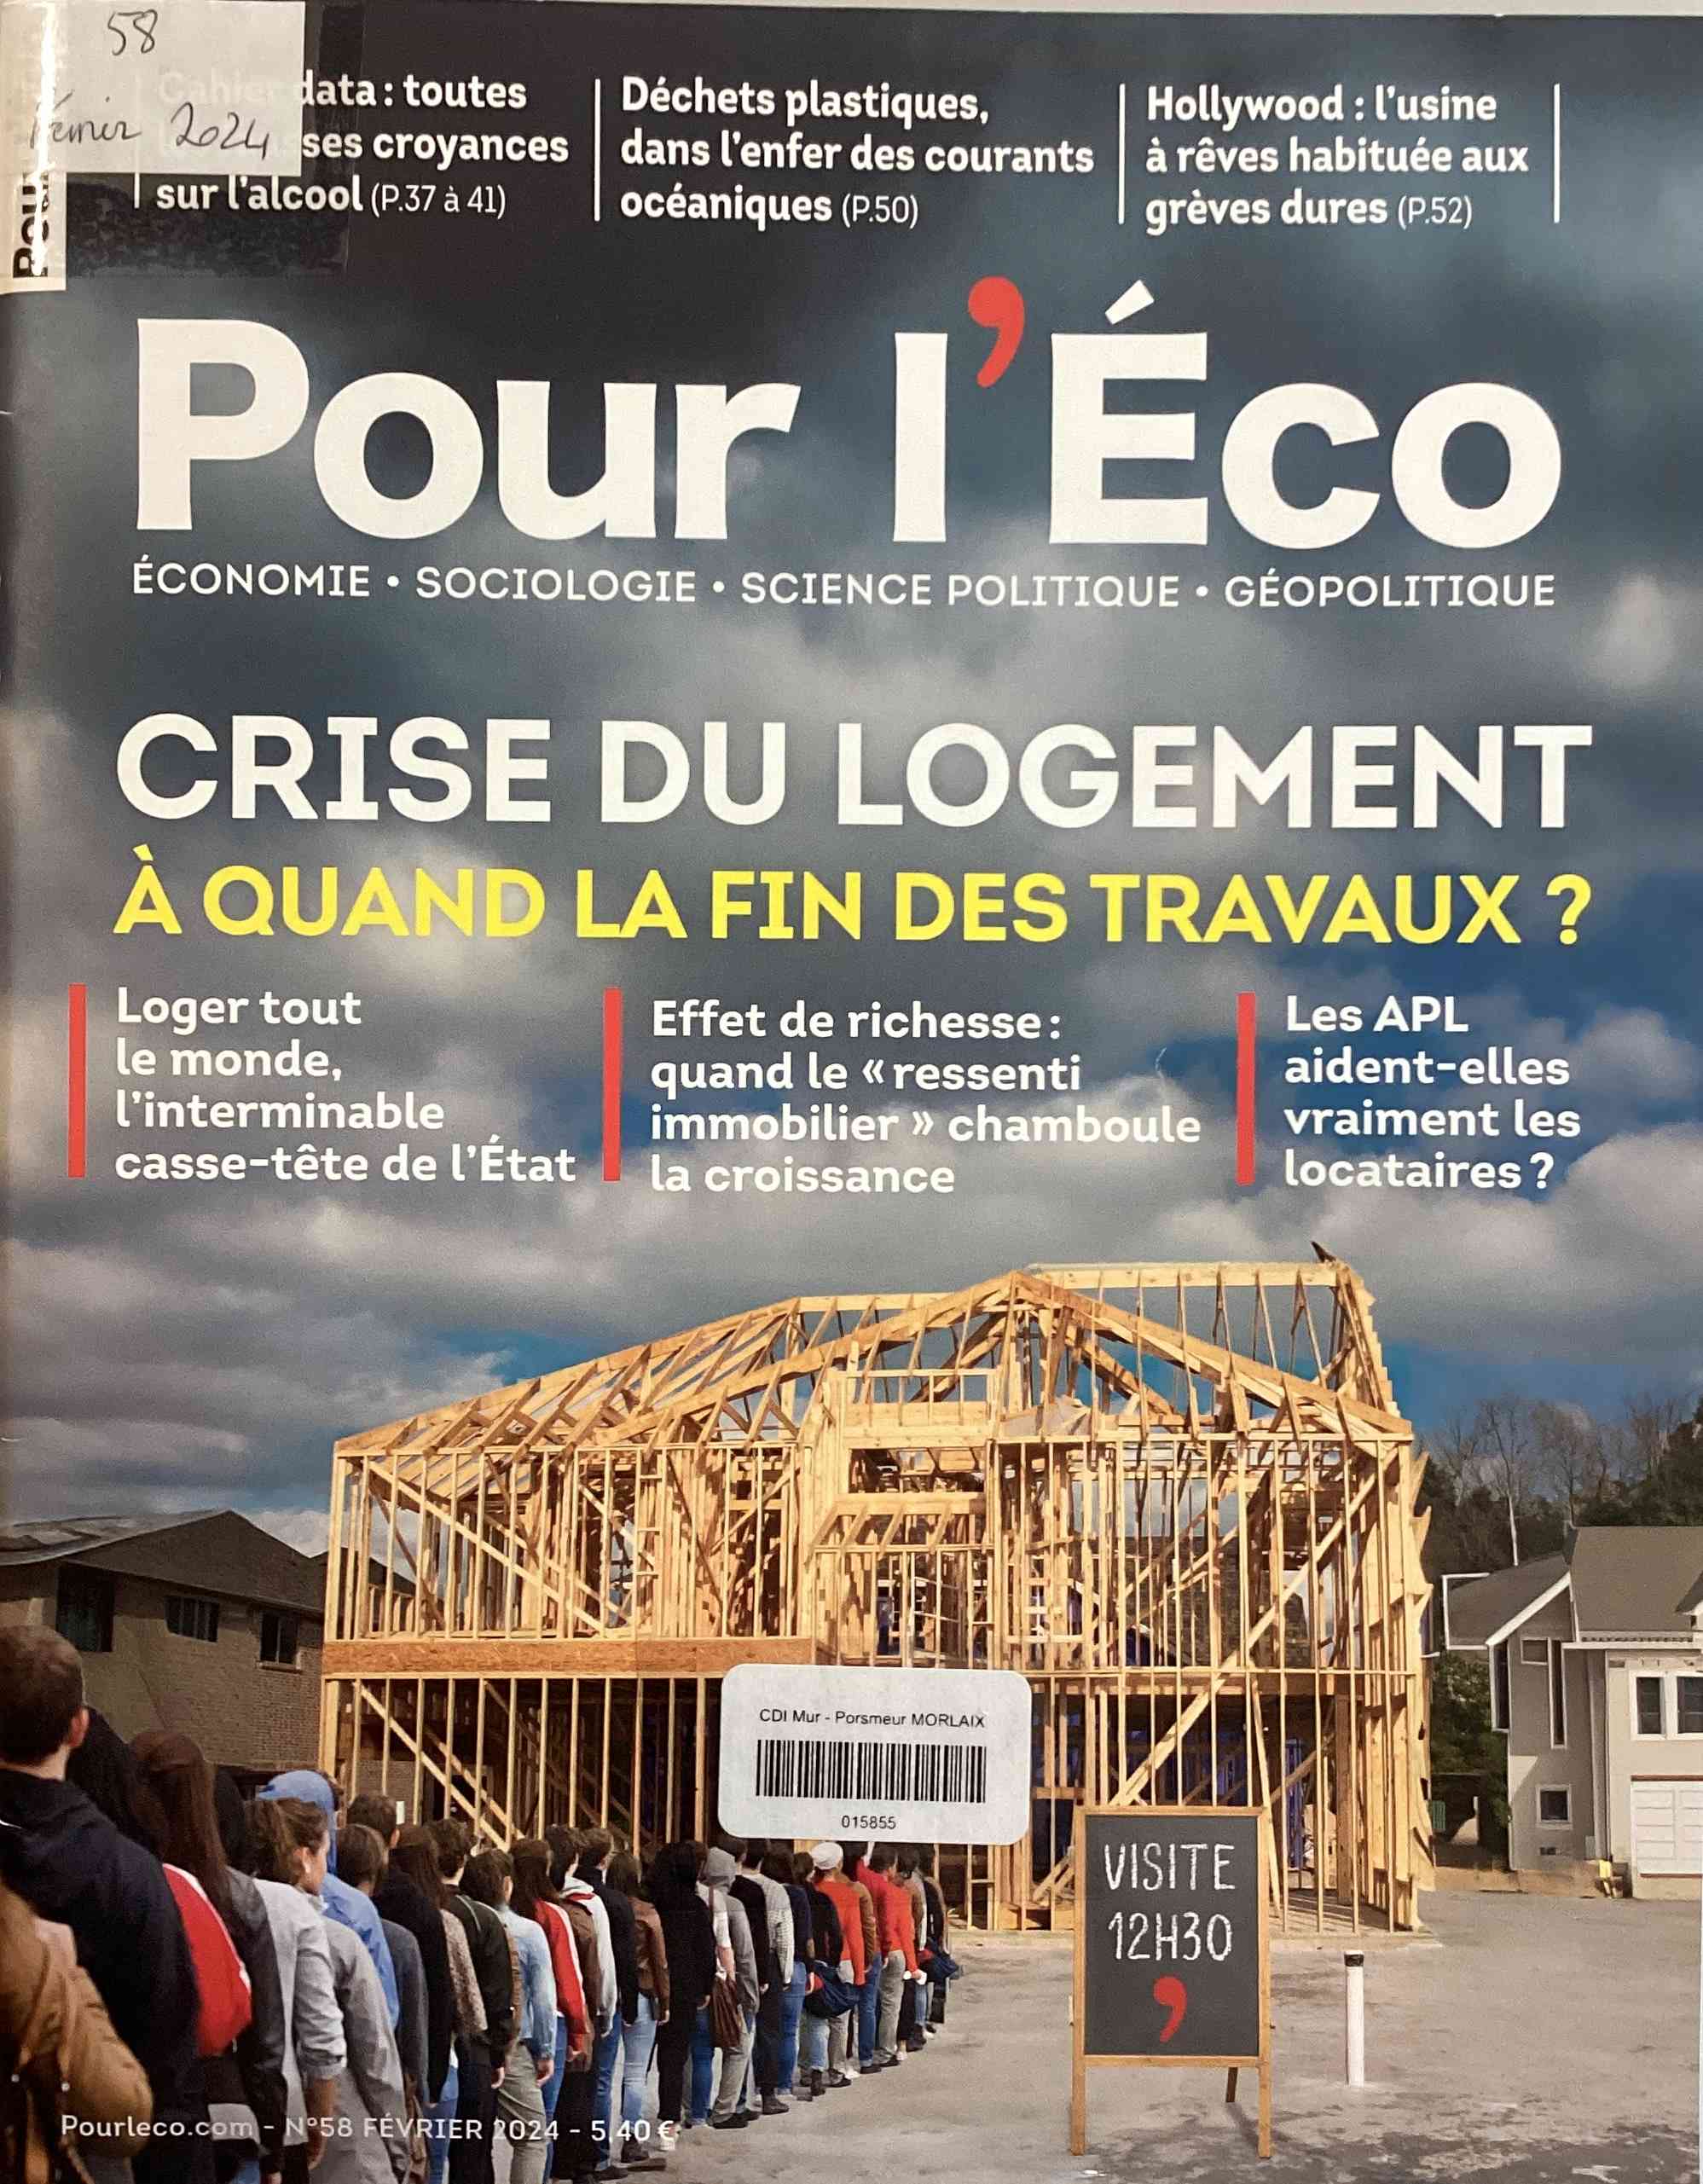 58
Février 2024
data : toutes
ses croyances
sur l'alcool (P.37 à 41)
Déchets plastiques,
dans l'enfer des courants
océaniques (P.50)
Hollywood : l'usine
à rêves habituée aux
grèves dures (P.52)
Pour l'Éco
ÉCONOMIE • SOCIOLOGIE • SCIENCE POLITIQUE • GÉOPOLITIQUE
CRISE DU LOGEMENT
À QUAND LA FIN DES TRAVAUX ?
Loger tout
le monde,
l'interminable
casse-tête de l'État
Effet de richesse :
quand le « ressenti
immobilier » chamboule
la croissance
Les APL
aident-elles
vraiment les
locataires ?
CDI Mur - Porsmeur MORLAIX
015855
VISITE
12H30
Pourleco.com - N°58 FÉVRIER 2024 - 5,40 €